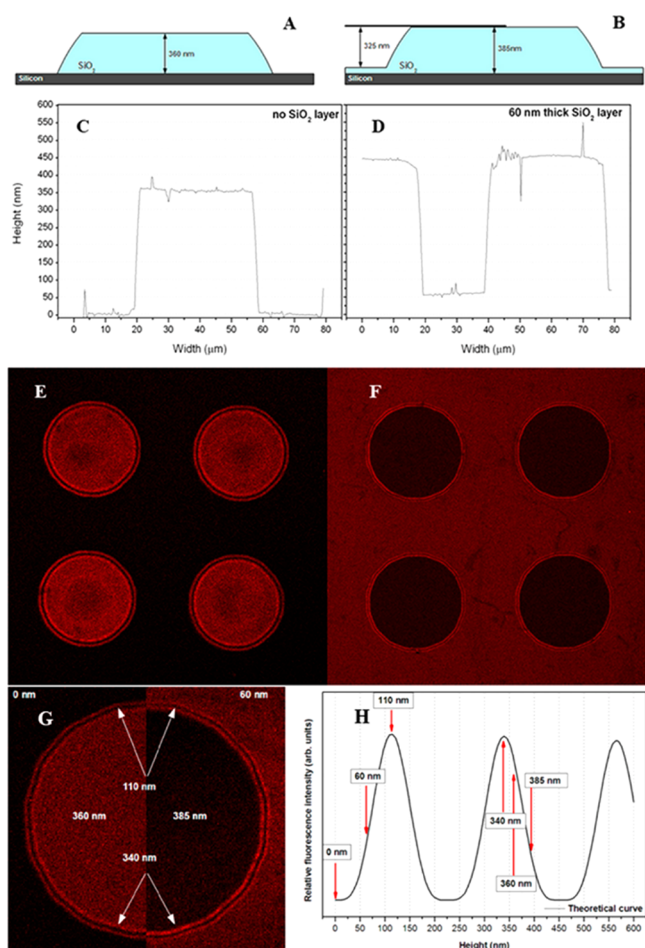 A
360 nm
SiO2
Silicon
B
325 nm
385nm
SiO2
Silicon
C
no SiO2 layer
600
550
500
450
400
350
300
250
200
150
100
50
0
Height (nm)
0 10 20 30 40 50 60 70 80
Width (μm)
D
60 nm thick SiO2 layer
0 10 20 30 40 50 60 70 80
Width (μm)
E
F
0 nm
60 nm
G
110 nm
360 nm
385 nm
340 nm
H
Relative fluorescence intensity (arb. units)
110 nm
60 nm
385 nm
0 nm
340 nm
360 nm
Theoretical curve
0 50 100 150 200 250 300 350 400 450 500 550 600
Height (nm)